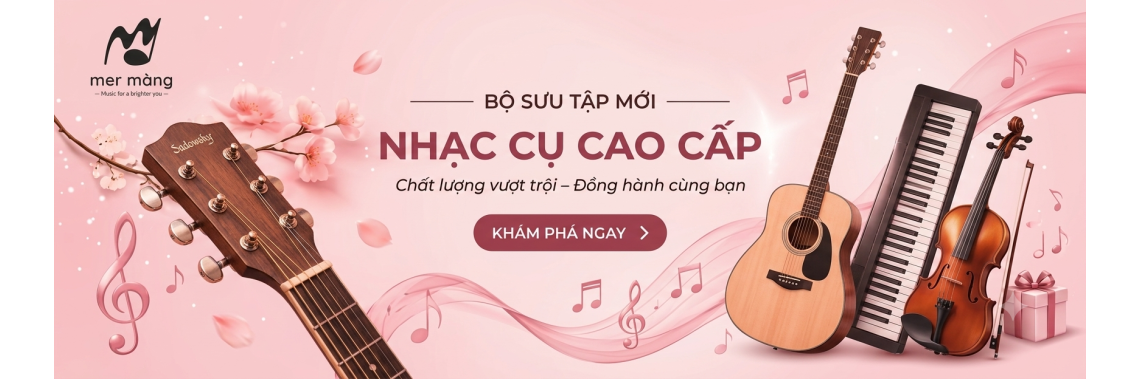 mer màng
— Music for a brighter you —
Sadowsky
BỘ SƯU TẬP MỚI
NHẠC CỤ CAO CẤP
Chất lượng vượt trội – Đồng hành cùng bạn
KHÁM PHÁ NGAY